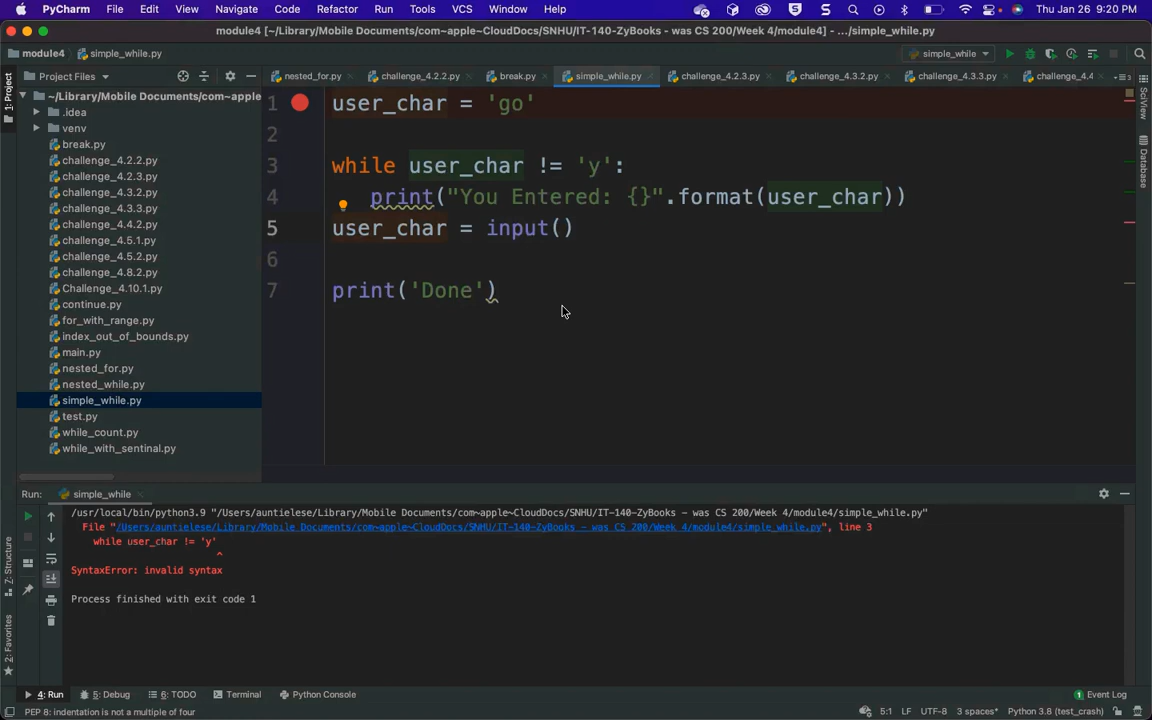 PyCharm File Edit View Navigate Code Refactor Run Tools VCS Window Help Thu Jan 26 9:20 PM
module4 [~/Library/Mobile Documents/com~apple~CloudDocs/SNHU/IT-140-ZyBooks - was CS 200/Week 4/module4] - .../simple_while.py
module4 simple_while.py simple_while
Project Files nested_for.py challenge_4.2.2.py break.py simple_while.py challenge_4.2.3.py challenge_4.3.2.py challenge_4.3.3.py challenge_4.4
1: Project
~/Library/Mobile Documents/com~apple
.idea
venv
break.py
challenge_4.2.2.py
challenge_4.2.3.py
challenge_4.3.2.py
challenge_4.3.3.py
challenge_4.4.2.py
challenge_4.5.1.py
challenge_4.5.2.py
challenge_4.8.2.py
Challenge_4.10.1.py
continue.py
for_with_range.py
index_out_of_bounds.py
main.py
nested_for.py
nested_while.py
simple_while.py
test.py
while_count.py
while_with_sentinal.py
1 user_char = 'go'
2
3 while user_char != 'y':
4 print("You Entered: {}".format(user_char))
5 user_char = input()
6
7 print('Done')
SciView
Database
Run: simple_while
/usr/local/bin/python3.9 "/Users/auntielese/Library/Mobile Documents/com~apple~CloudDocs/SNHU/IT-140-ZyBooks - was CS 200/Week 4/module4/simple_while.py"
File "/Users/auntielese/Library/Mobile Documents/com~apple~CloudDocs/SNHU/IT-140-ZyBooks - was CS 200/Week 4/module4/simple_while.py", line 3
while user_char != 'y'
^
SyntaxError: invalid syntax
Process finished with exit code 1
Z: Structure
2: Favorites
4: Run 5: Debug 6: TODO Terminal Python Console 1 Event Log
PEP 8: indentation is not a multiple of four 5:1 LF UTF-8 3 spaces* Python 3.8 (test_crash)